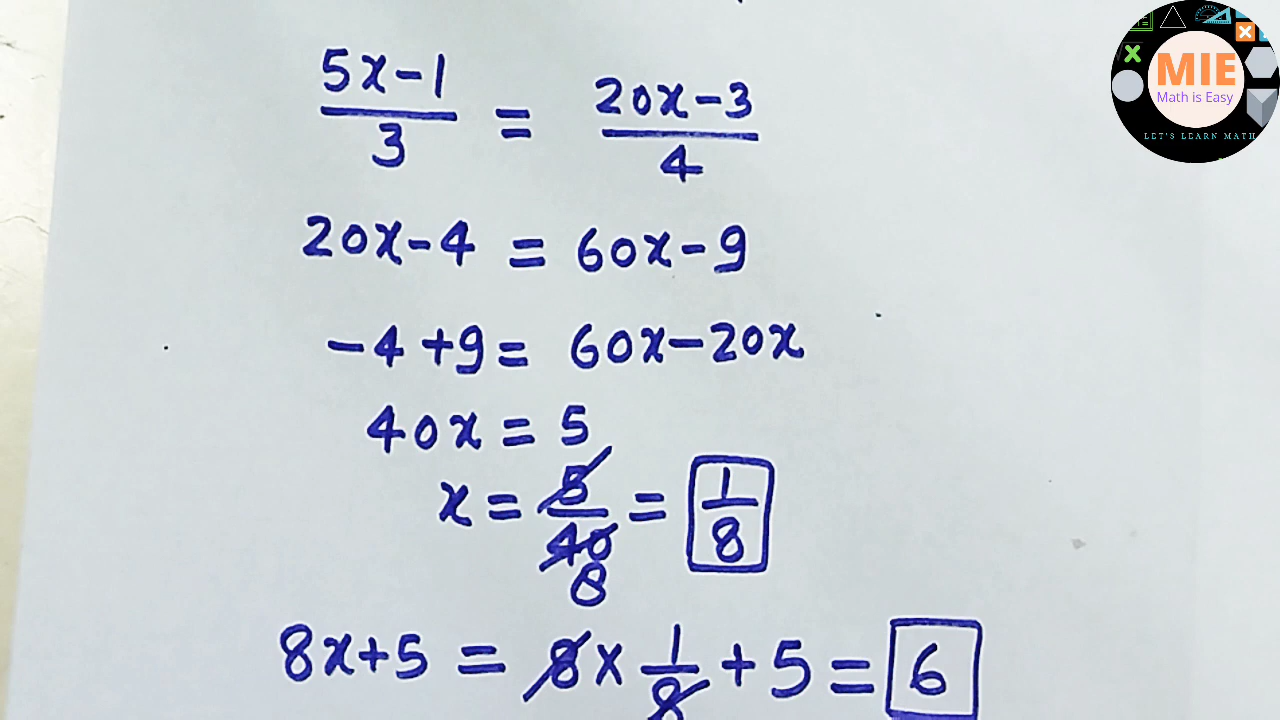 MIE
Math is Easy
LET'S LEARN MATH
5x-1/3 = 20x-3/4
20x-4 = 60x-9
-4+9= 60x-20x
40x = 5
x = 5/40 8 = 1/8
8x+5 = 8x 1/8 +5 = 6